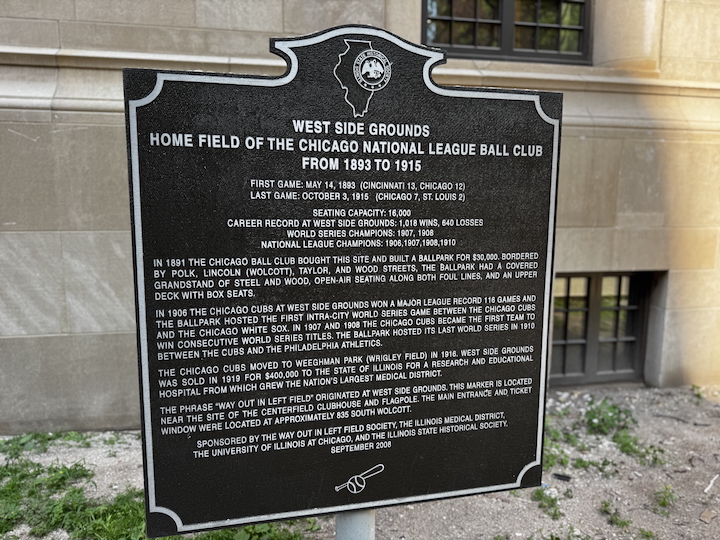 WEST SIDE GROUNDS
HOME FIELD OF THE CHICAGO NATIONAL LEAGUE BALL CLUB
FROM 1893 TO 1915
FIRST GAME: MAY 14, 1893 (CINCINNATI 13, CHICAGO 12)
LAST GAME: OCTOBER 3, 1915 (CHICAGO 7, ST. LOUIS 2)
SEATING CAPACITY: 16,000
CAREER RECORD AT WEST SIDE GROUNDS: 1,018 WINS, 640 LOSSES
WORLD SERIES CHAMPIONS: 1907, 1908
NATIONAL LEAGUE CHAMPIONS: 1906,1907,1908,1910
IN 1891 THE CHICAGO BALL CLUB BOUGHT THIS SITE AND BUILT A BALLPARK FOR $30,000. BORDERED
BY POLK, LINCOLN (WOLCOTT), TAYLOR, AND WOOD STREETS, THE BALLPARK HAD A COVERED
GRANDSTAND OF STEEL AND WOOD, OPEN-AIR SEATING ALONG BOTH FOUL LINES, AND AN UPPER
DECK WITH BOX SEATS.
IN 1906 THE CHICAGO CUBS AT WEST SIDE GROUNDS WON A MAJOR LEAGUE RECORD 116 GAMES AND
THE BALLPARK HOSTED THE FIRST INTRA-CITY WORLD SERIES GAME BETWEEN THE CHICAGO CUBS
AND THE CHICAGO WHITE SOX. IN 1907 AND 1908 THE CHICAGO CUBS BECAME THE FIRST TEAM TO
WIN CONSECUTIVE WORLD SERIES TITLES. THE BALLPARK HOSTED ITS LAST WORLD SERIES IN 1910
BETWEEN THE CUBS AND THE PHILADELPHIA ATHLETICS.
THE CHICAGO CUBS MOVED TO WEEGHMAN PARK (WRIGLEY FIELD) IN 1916. WEST SIDE GROUNDS
WAS SOLD IN 1919 FOR $400,000 TO THE STATE OF ILLINOIS FOR A RESEARCH AND EDUCATIONAL
HOSPITAL FROM WHICH GREW THE NATION'S LARGEST MEDICAL DISTRICT.
THE PHRASE "WAY OUT IN LEFT FIELD" ORIGINATED AT WEST SIDE GROUNDS. THIS MARKER IS LOCATED
NEAR THE SITE OF THE CENTERFIELD CLUBHOUSE AND FLAGPOLE. THE MAIN ENTRANCE AND TICKET
WINDOW WERE LOCATED AT APPROXIMATELY 835 SOUTH WOLCOTT.
SPONSORED BY THE WAY OUT IN LEFT FIELD SOCIETY, THE ILLINOIS MEDICAL DISTRICT,
THE UNIVERSITY OF ILLINOIS AT CHICAGO, AND THE ILLINOIS STATE HISTORICAL SOCIETY.
SEPTEMBER 2008